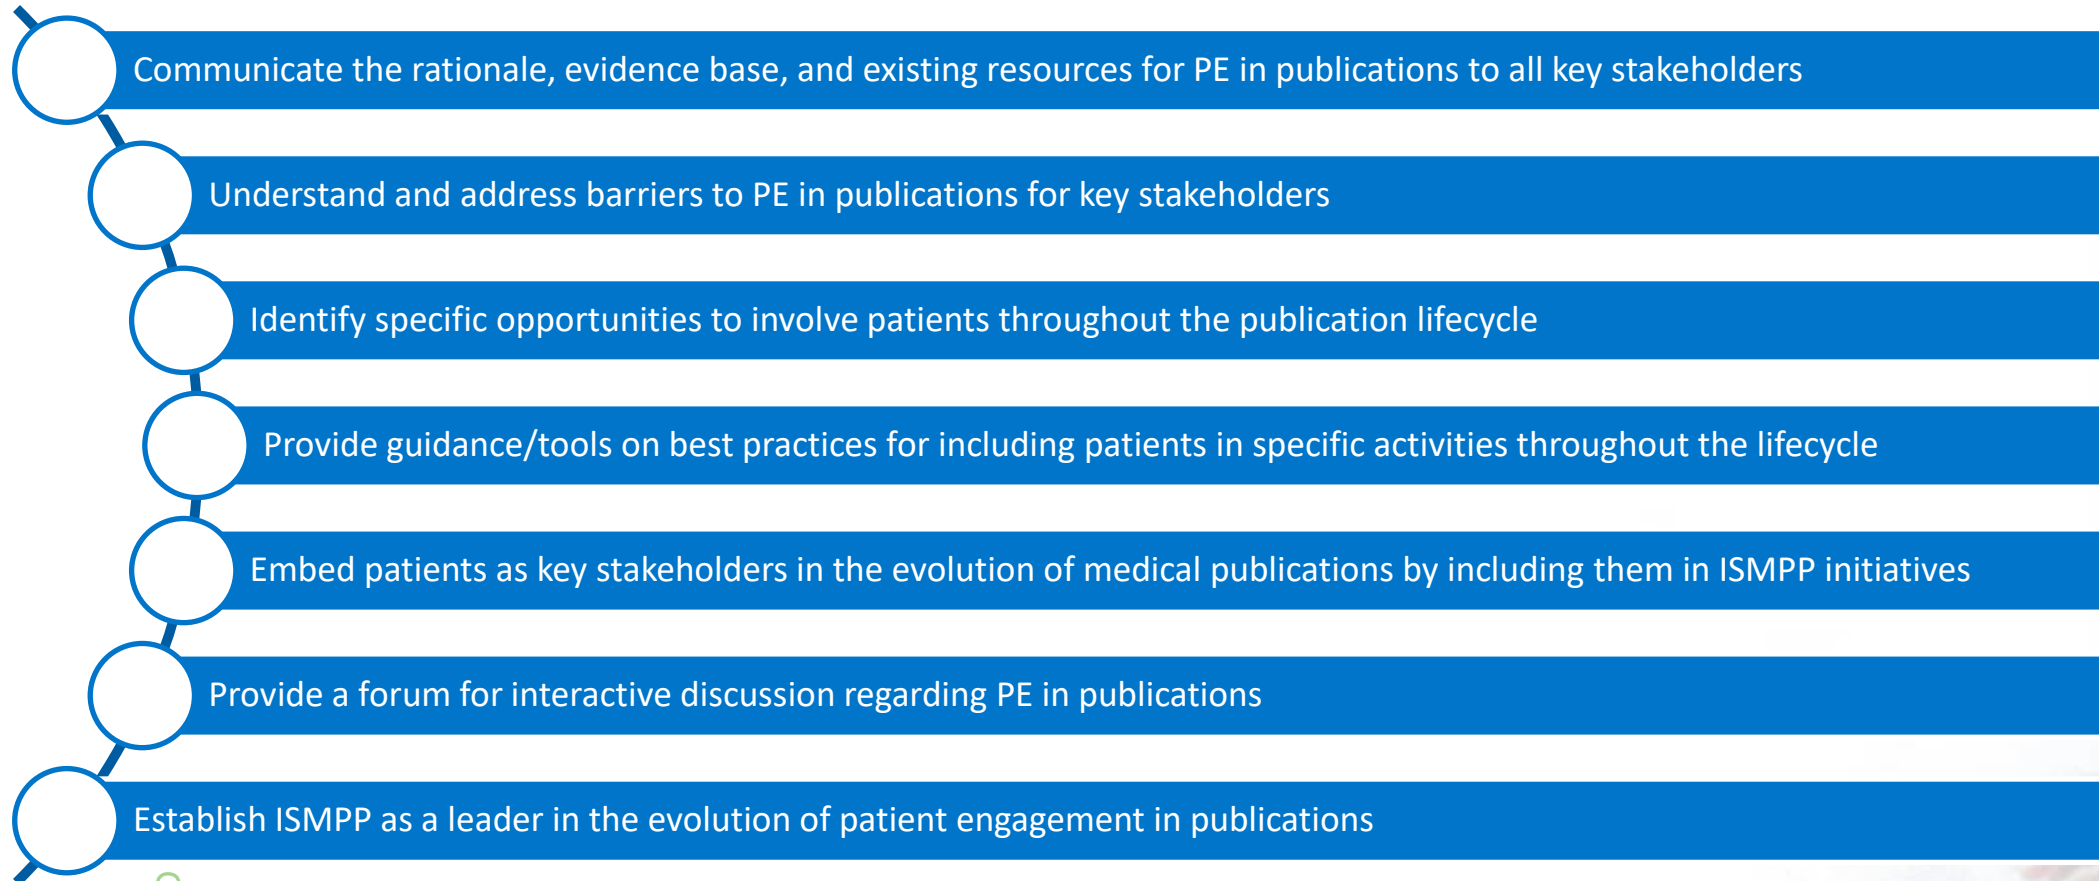 Communicate the rationale, evidence base, and existing resources for PE in publications to all key stakeholders
Understand and address barriers to PE in publications for key stakeholders
Identify specific opportunities to involve patients throughout the publication lifecycle
Provide guidance/tools on best practices for including patients in specific activities throughout the lifecycle
Embed patients as key stakeholders in the evolution of medical publications by including them in ISMPP initiatives
Provide a forum for interactive discussion regarding PE in publications
Establish ISMPP as a leader in the evolution of patient engagement in publications